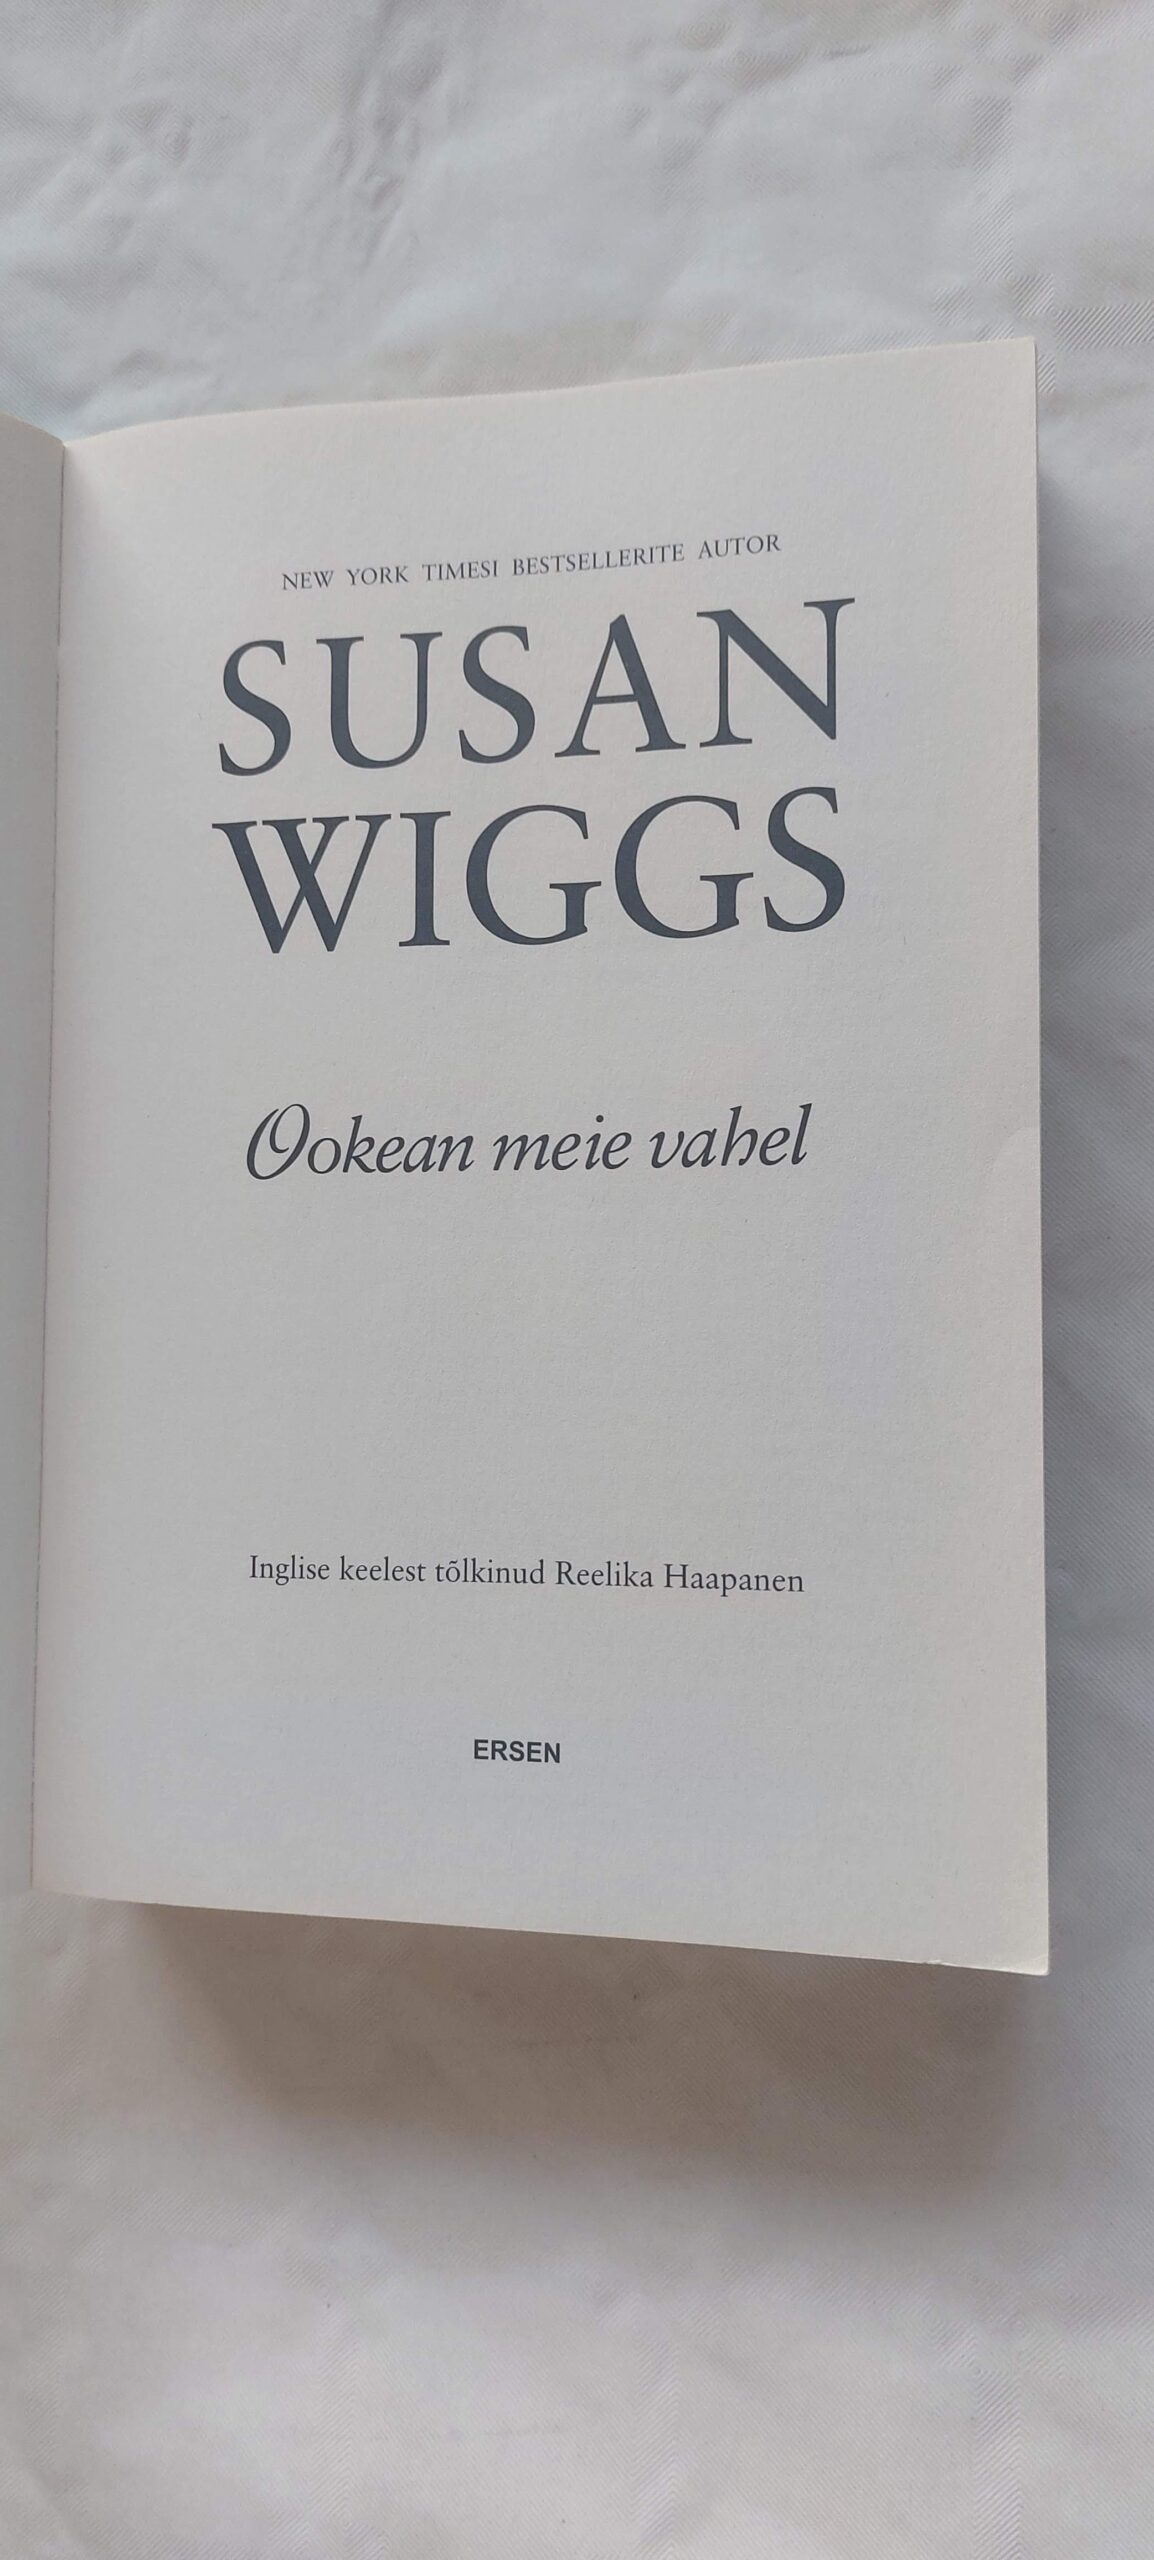 NEW YORK TIMESI BESTSELLERITE AUTOR
SUSAN
WIGGS
Ookean meie vahel
Inglise keelest tõlkinud Reelika Haapanen
ERSEN